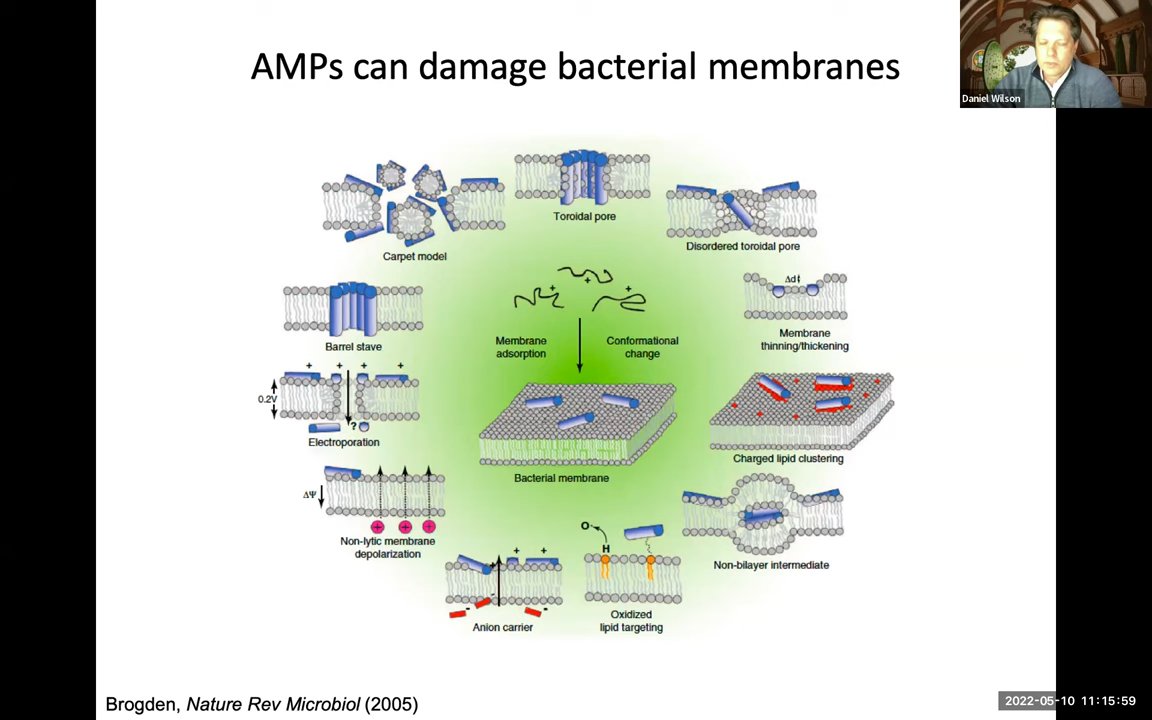 AMPs can damage bacterial membranes
Daniel Wilson
Toroidal pore
Carpet model
Disordered toroidal pore
Δd
+
+
+
Membrane
adsorption
Conformational
change
Membrane
thinning/thickening
Barrel stave
+ + + +
0.2V
?
Electroporation
Bacterial membrane
Charged lipid clustering
ΔΨ
+ + +
Non-lytic membrane
depolarization
Non-bilayer intermediate
O·
H
+ + +
- - -
Anion carrier
Oxidized
lipid targeting
Brogden, Nature Rev Microbiol (2005)
2022-05-10 11:15:59